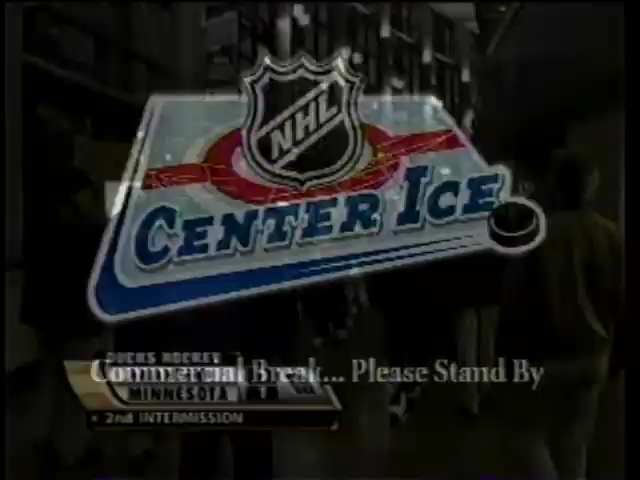 NHL
CENTER ICE
DUCKS HOCKEY
Commercial Break... Please Stand By
MINNESOTA
• 2nd INTERMISSION